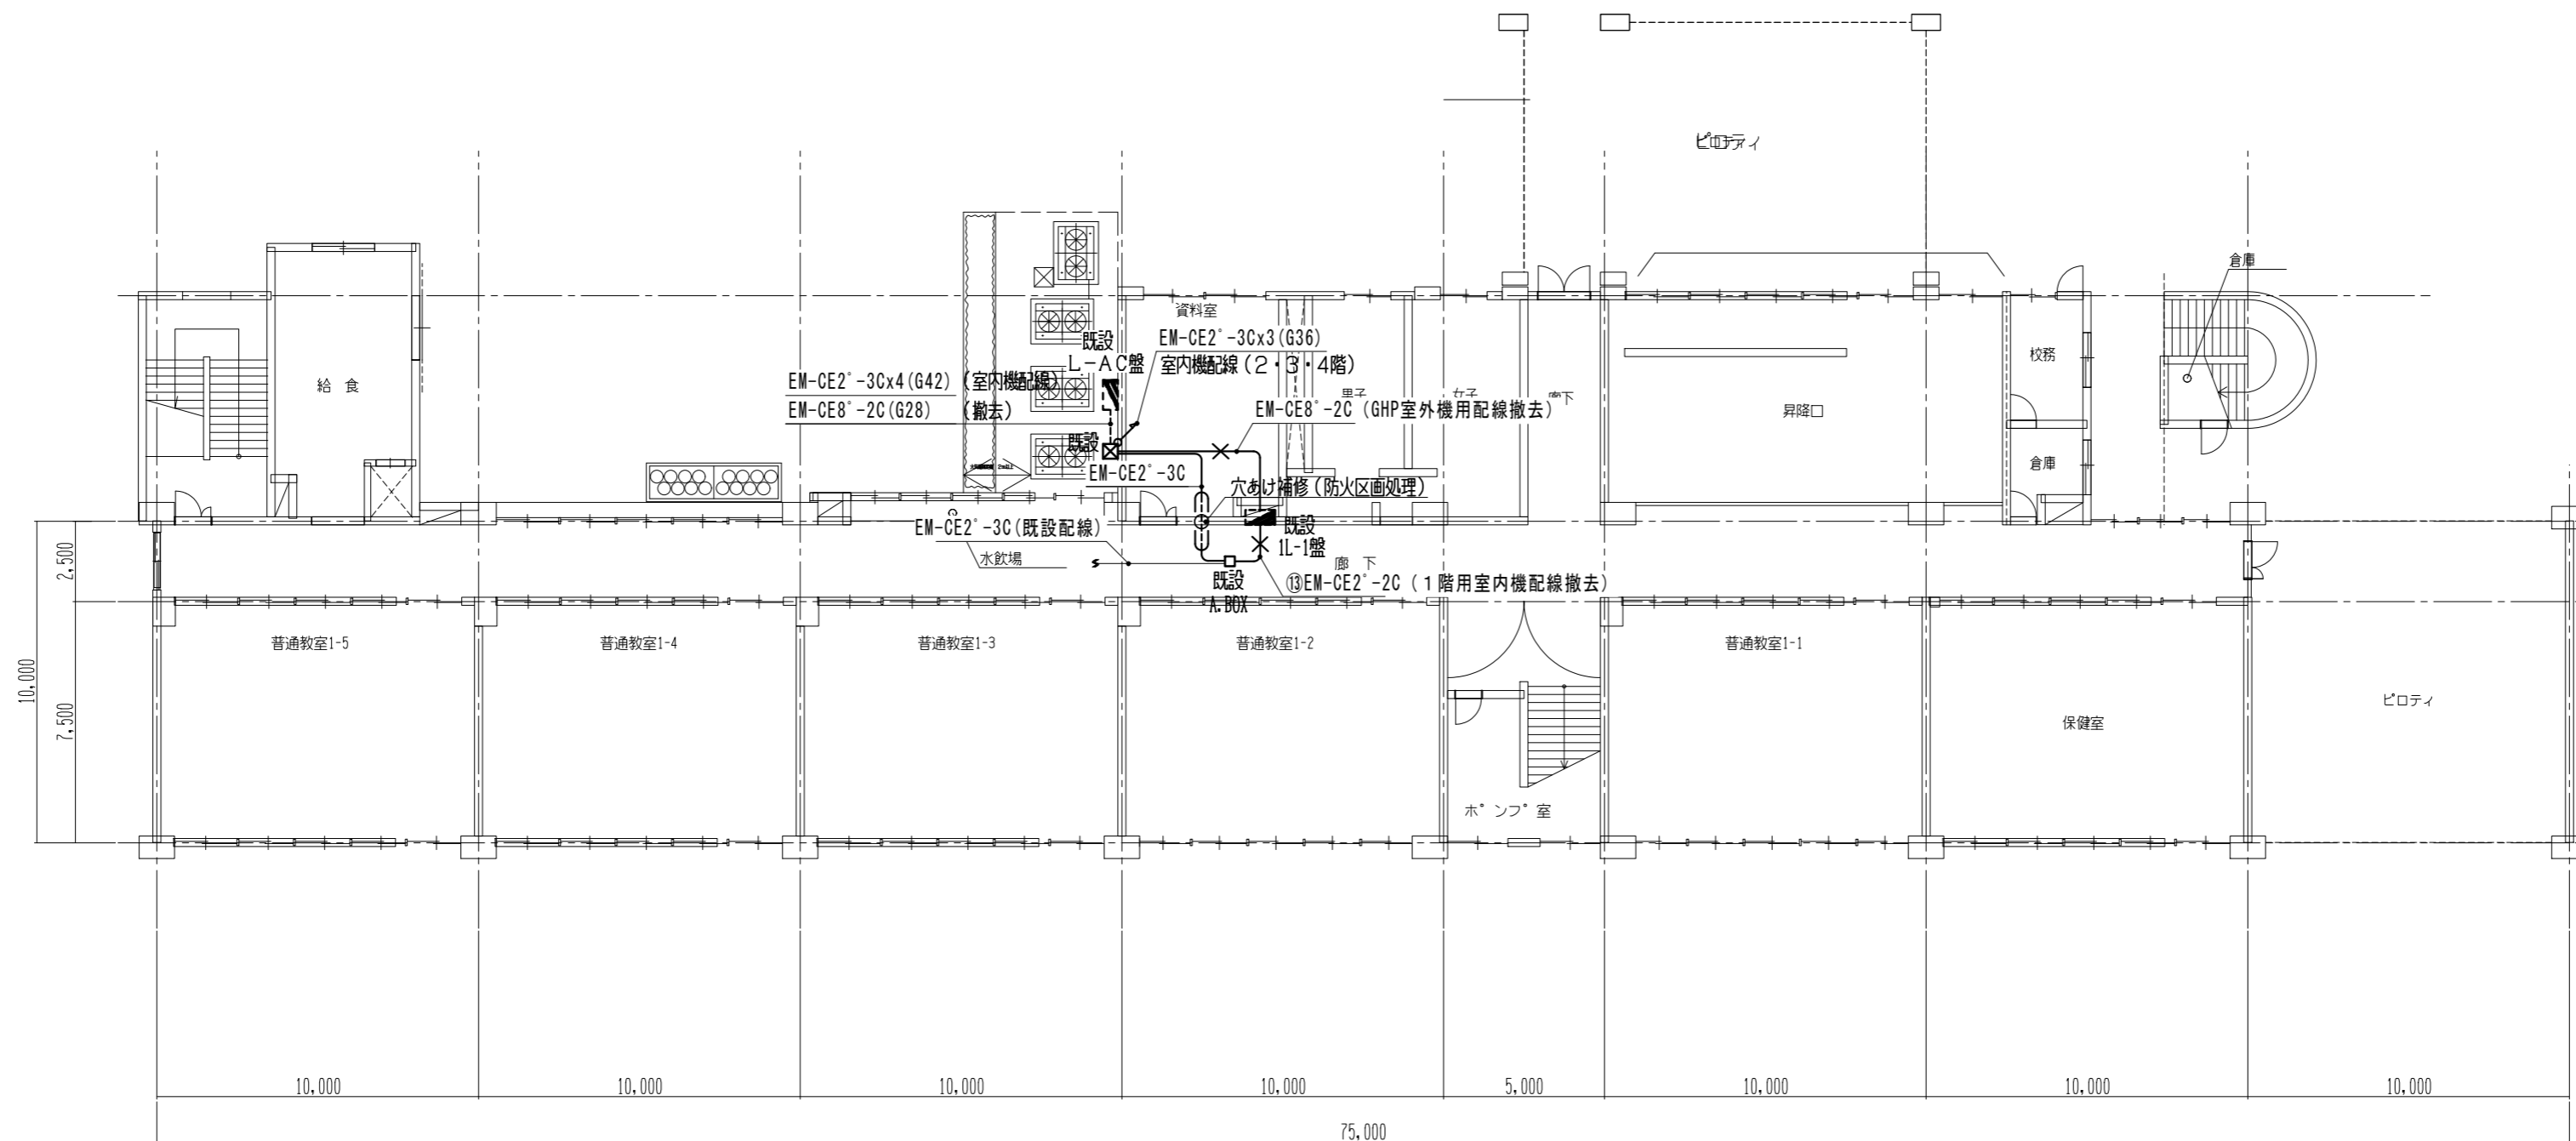 ピロティ
倉庫
資料室
既設
L-AC盤
EM-CE2°-3Cx3(G36)
室内機配線(2・3・4階)
校務
給 食
EM-CE2°-3Cx4(G42) (室内機配線)
EM-CE8°-2C(G28) (撤去)
男子
女子
廊下
EM-CE8°-2C (GHP室外機用配線撤去)
昇降口
既設
EM-CE2°-3C
倉庫
穴あけ補修(防火区画処理)
EM-CE2°-3C(既設配線)
既設
1L-1盤
水飲場
廊 下
既設
A.BOX
⑬EM-CE2°-2C (1階用室内機配線撤去)
2,500
10,000
7,500
普通教室1-5
普通教室1-4
普通教室1-3
普通教室1-2
普通教室1-1
保健室
ピロティ
ホ゜ンフ゜室
10,000
10,000
10,000
10,000
5,000
10,000
10,000
10,000
75,000